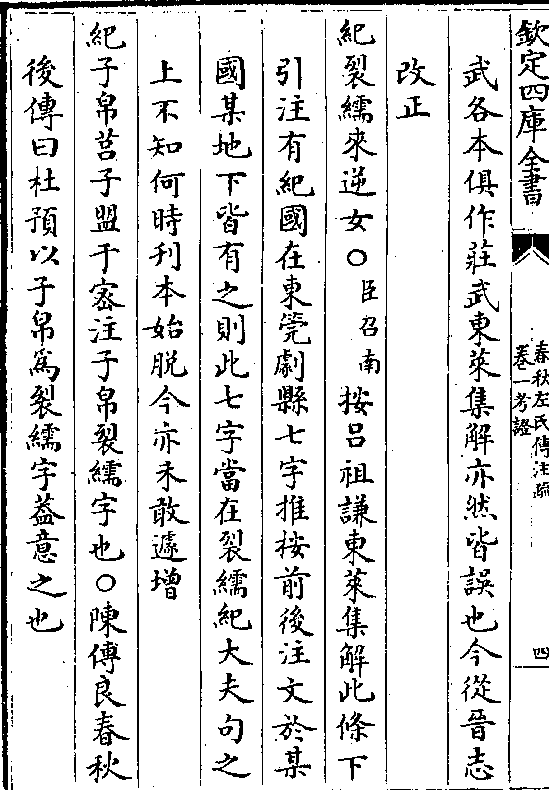 欽定四庫全書
春秋左氏傳注疏
卷一考證
四
武各本俱作莊武東萊集解亦然皆誤也今從晉志
改正
紀裂繻來逆女○臣召南按吕祖謙東萊集解此條下
引注有紀國在東莞劇縣七字推按前後注文於某
國某地下皆有之則此七字當在裂繻紀大夫句之
上不知何時刊本始脱今亦未敢遽增
紀子帛莒子盟于宻注子帛裂繻字也○陳傅良春秋
後傳曰杜預以子帛爲裂繻字葢意之也